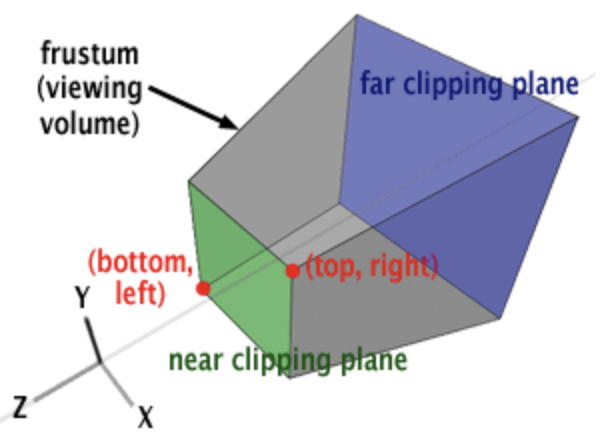 frustum
(viewing
volume)
far clipping plane
(bottom,
left)
(top, right)
Y
near clipping plane
Z
X